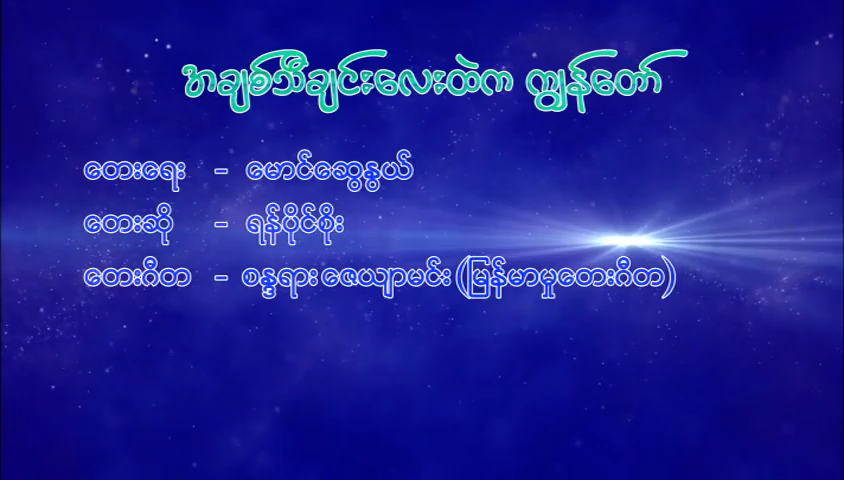 အချစ်သီချင်းလေးထဲက ကျွန်တော်
တေးရေး - မောင်ဆွေနွယ်
တေးဆို - ရန်ပိုင်စိုး
တေးဂီတ - စန္ဒရား ဇေယျာမင်း (မြန်မာမှုတေးဂီတ)